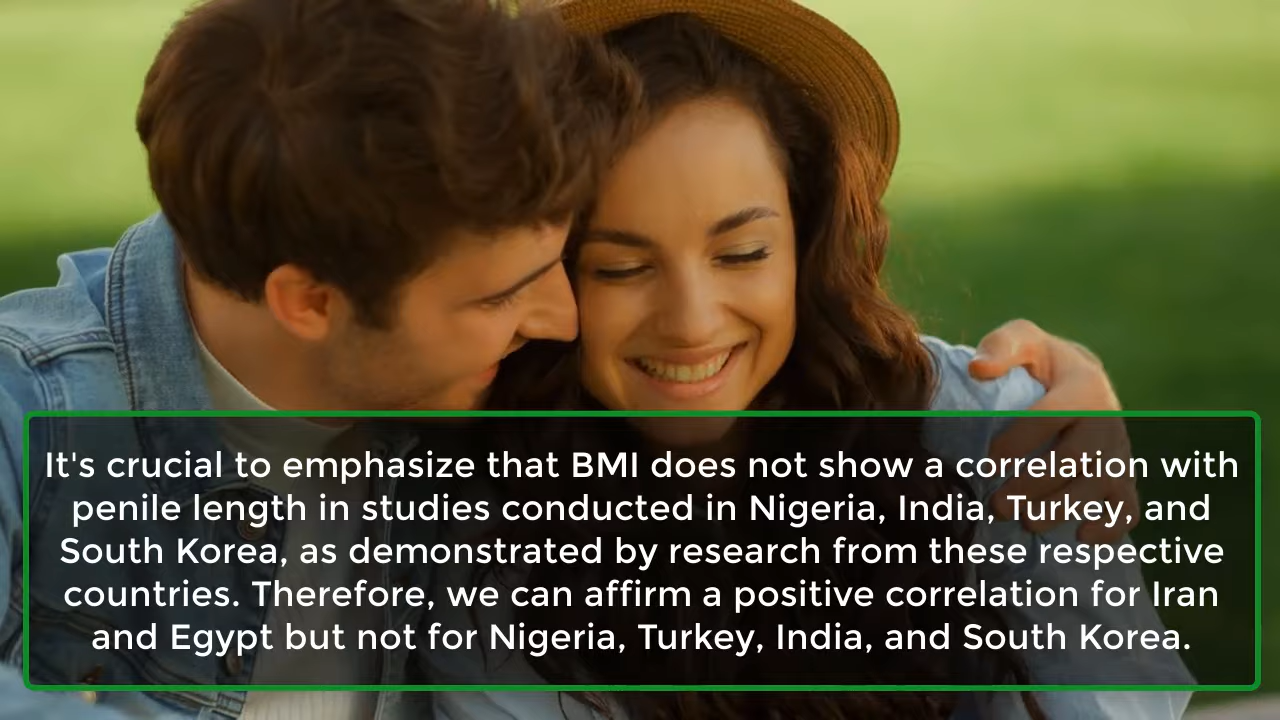 It's crucial to emphasize that BMI does not show a correlation with
penile length in studies conducted in Nigeria, India, Turkey, and
South Korea, as demonstrated by research from these respective
countries. Therefore, we can affirm a positive correlation for Iran
and Egypt but not for Nigeria, Turkey, India, and South Korea.